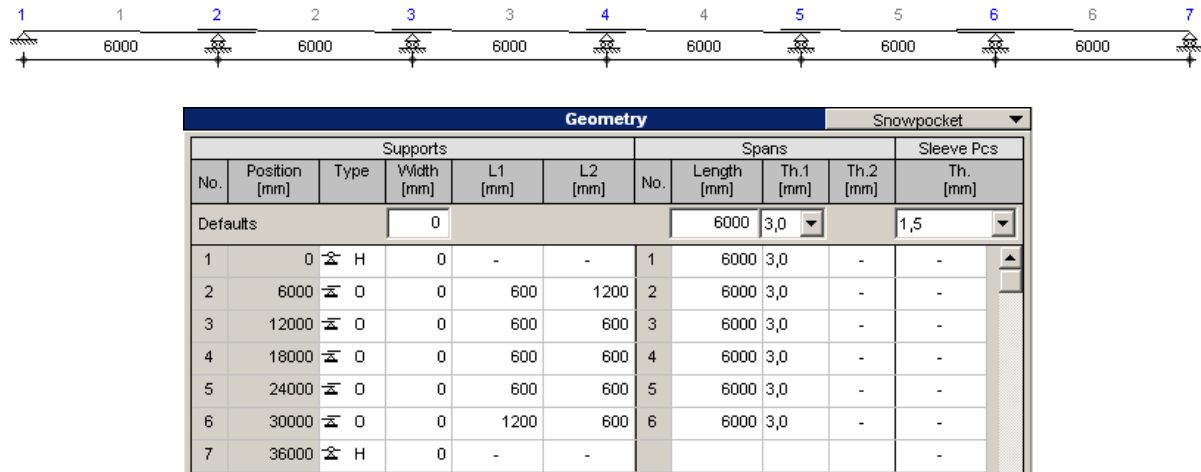 1 1 2 2 3 3 4 4 5 5 6 6 7
6000 6000 6000 6000 6000 6000
Geometry Snowpocket
Supports Spans Sleeve Pcs
No. Position [mm] Type Width [mm] L1 [mm] L2 [mm] No. Length [mm] Th.1 [mm] Th.2 [mm] Th. [mm]
Defaults 0 6000 3,0 1,5
1 0 H 0 - - 1 6000 3,0 - -
2 6000 O 0 600 1200 2 6000 3,0 - -
3 12000 O 0 600 600 3 6000 3,0 - -
4 18000 O 0 600 600 4 6000 3,0 - -
5 24000 O 0 600 600 5 6000 3,0 - -
6 30000 O 0 1200 600 6 6000 3,0 - -
7 36000 H 0 - - -